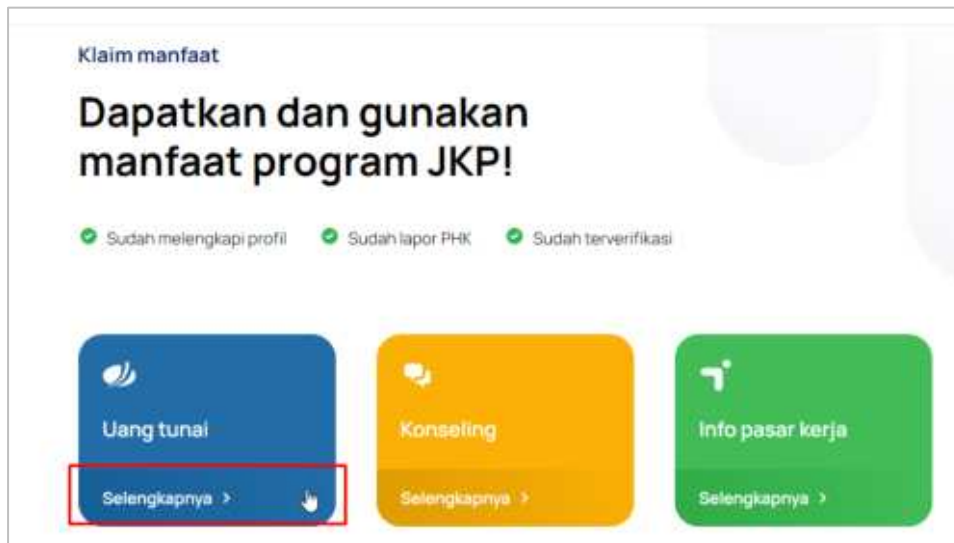 Klaim manfaat
Dapatkan dan gunakan
manfaat program JKP!
Sudah melengkapi profil Sudah lapor PHK Sudah terverifikasi
Uang tunai Konseling Info pasar kerja
Selengkapnya > Selengkapnya > Selengkapnya >